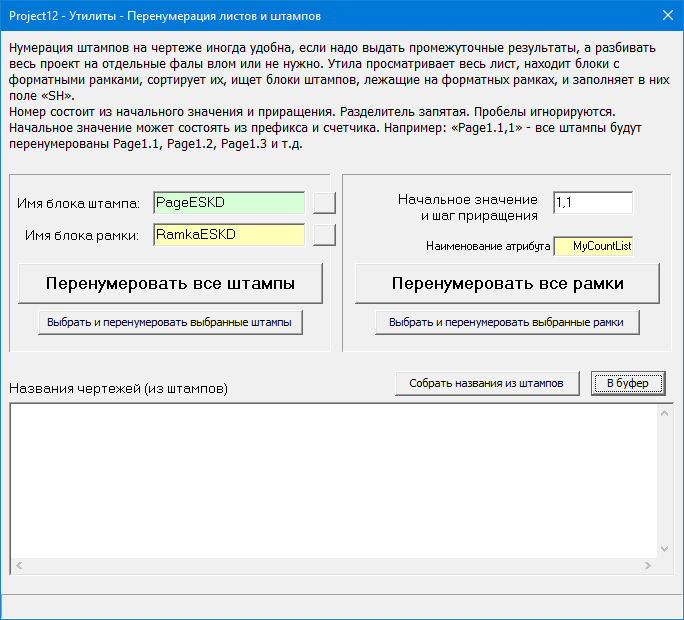 Project12 - Утилиты - Перенумерация листов и штампов
Нумерация штампов на чертеже иногда удобна, если надо выдать промежуточные результаты, а разбивать
весь проект на отдельные фалы влом или не нужно. Утила просматривает весь лист, находит блоки с
форматными рамками, сортирует их, ищет блоки штампов, лежащие на форматных рамках, и заполняет в них
поле «SH».
Номер состоит из начального значения и приращения. Разделитель запятая. Пробелы игнорируются.
Начальное значение может состоять из префикса и счетчика. Например: «Page1.1,1» - все штампы будут
перенумерованы Page1.1, Page1.2, Page1.3 и т.д.
Имя блока штампа:
PageESKD
Имя блока рамки:
RamkaESKD
Перенумеровать все штампы
Выбрать и перенумеровать выбранные штампы
Начальное значение
и шаг приращения
1,1
Наименование атрибута
MyCountList
Перенумеровать все рамки
Выбрать и перенумеровать выбранные рамки
Названия чертежей (из штампов)
Собрать названия из штампов
В буфер